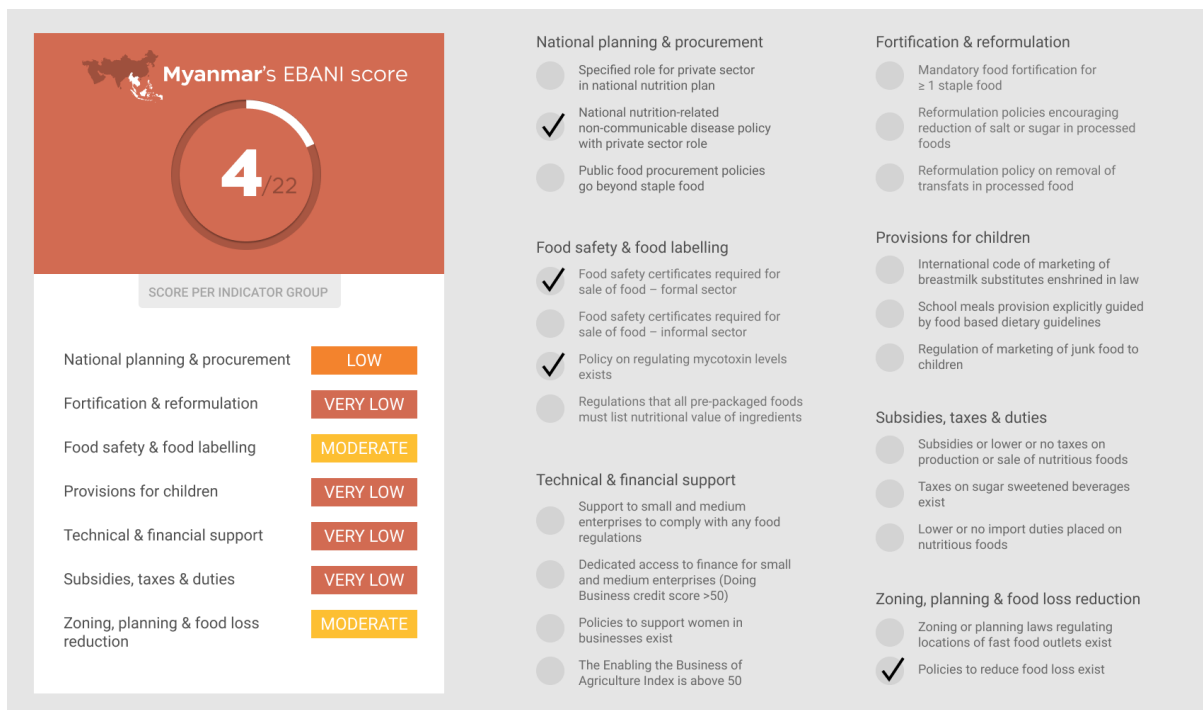 Myanmar's EBANI score
4/22
SCORE PER INDICATOR GROUP
National planning & procurement LOW
Fortification & reformulation VERY LOW
Food safety & food labelling MODERATE
Provisions for children VERY LOW
Technical & financial support VERY LOW
Subsidies, taxes & duties VERY LOW
Zoning, planning & food loss MODERATE
reduction
National planning & procurement
Specified role for private sector
in national nutrition plan
National nutrition-related
non-communicable disease policy
with private sector role
Public food procurement policies
go beyond staple food
Food safety & food labelling
Food safety certificates required for
sale of food – formal sector
Food safety certificates required for
sale of food – informal sector
Policy on regulating mycotoxin levels
exists
Regulations that all pre-packaged foods
must list nutritional value of ingredients
Technical & financial support
Support to small and medium
enterprises to comply with any food
regulations
Dedicated access to finance for small
and medium enterprises (Doing
Business credit score >50)
Policies to support women in
businesses exist
The Enabling the Business of
Agriculture Index is above 50
Fortification & reformulation
Mandatory food fortification for
≥ 1 staple food
Reformulation policies encouraging
reduction of salt or sugar in processed
foods
Reformulation policy on removal of
transfats in processed food
Provisions for children
International code of marketing of
breastmilk substitutes enshrined in law
School meals provision explicitly guided
by food based dietary guidelines
Regulation of marketing of junk food to
children
Subsidies, taxes & duties
Subsidies or lower or no taxes on
production or sale of nutritious foods
Taxes on sugar sweetened beverages
exist
Lower or no import duties placed on
nutritious foods
Zoning, planning & food loss reduction
Zoning or planning laws regulating
locations of fast food outlets exist
Policies to reduce food loss exist